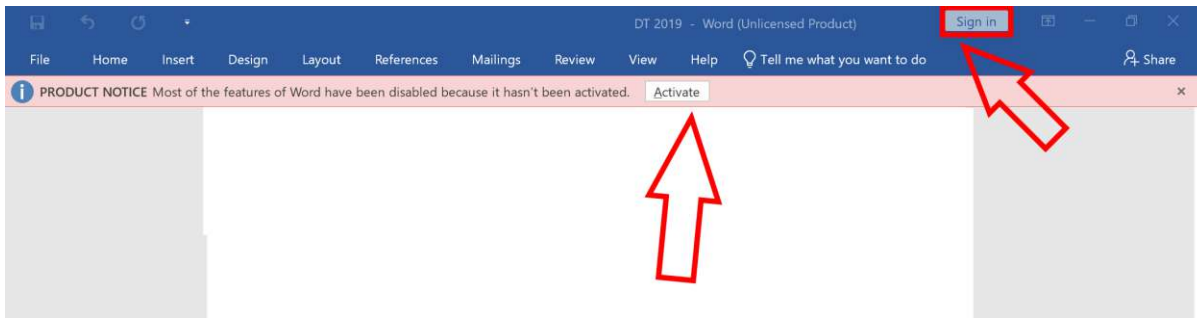 DT 2019 - Word (Unlicensed Product) Sign in
File Home Insert Design Layout References Mailings Review View Help Tell me what you want to do Share
PRODUCT NOTICE Most of the features of Word have been disabled because it hasn't been activated. Activate